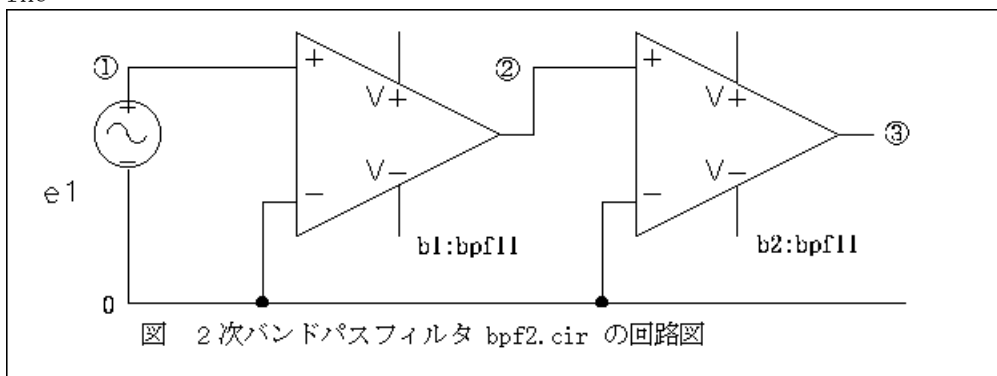 ①
②
③
+
V+
V-
-
+
V+
V-
-
+
-
e1
b1:bpf11
b2:bpf11
0
図 2次バンドパスフィルタ bpf2.cir の回路図